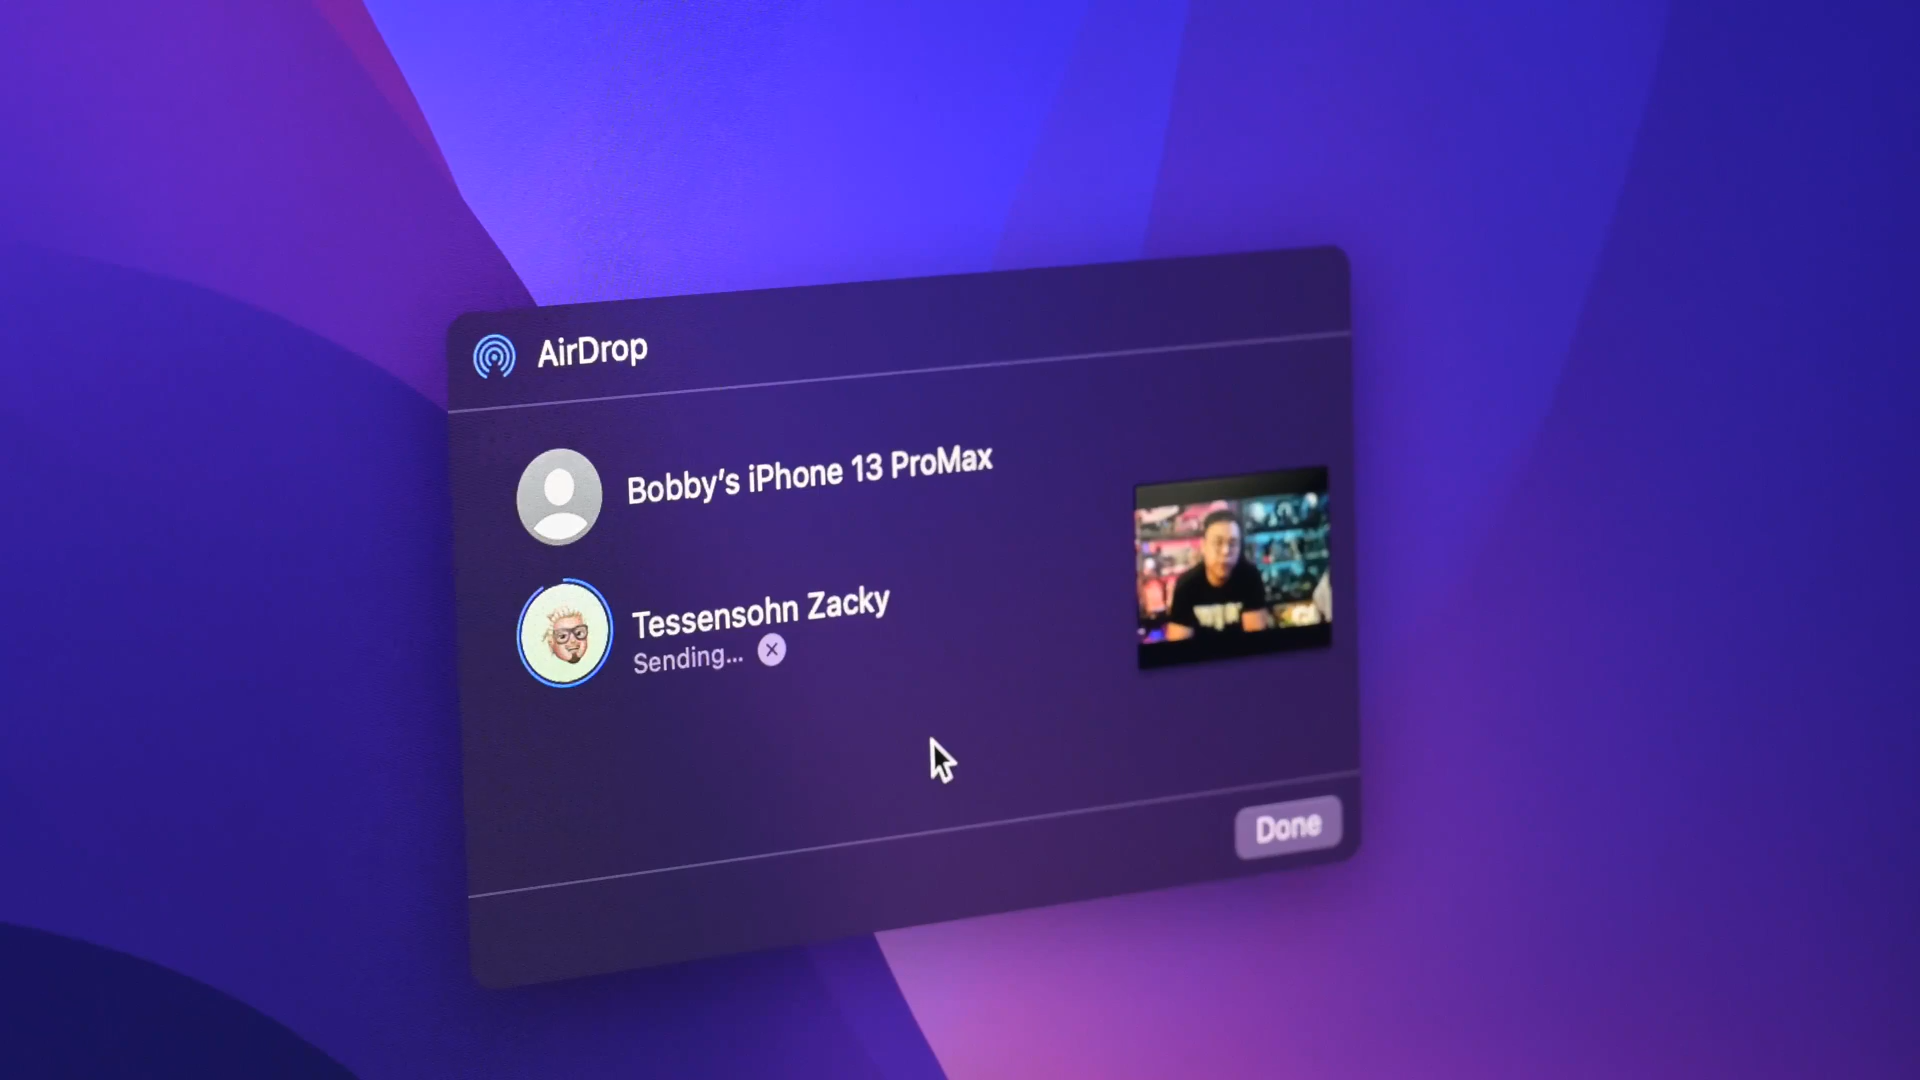 AirDrop
Bobby’s iPhone 13 ProMax
Tessensohn Zacky
Sending...
Done